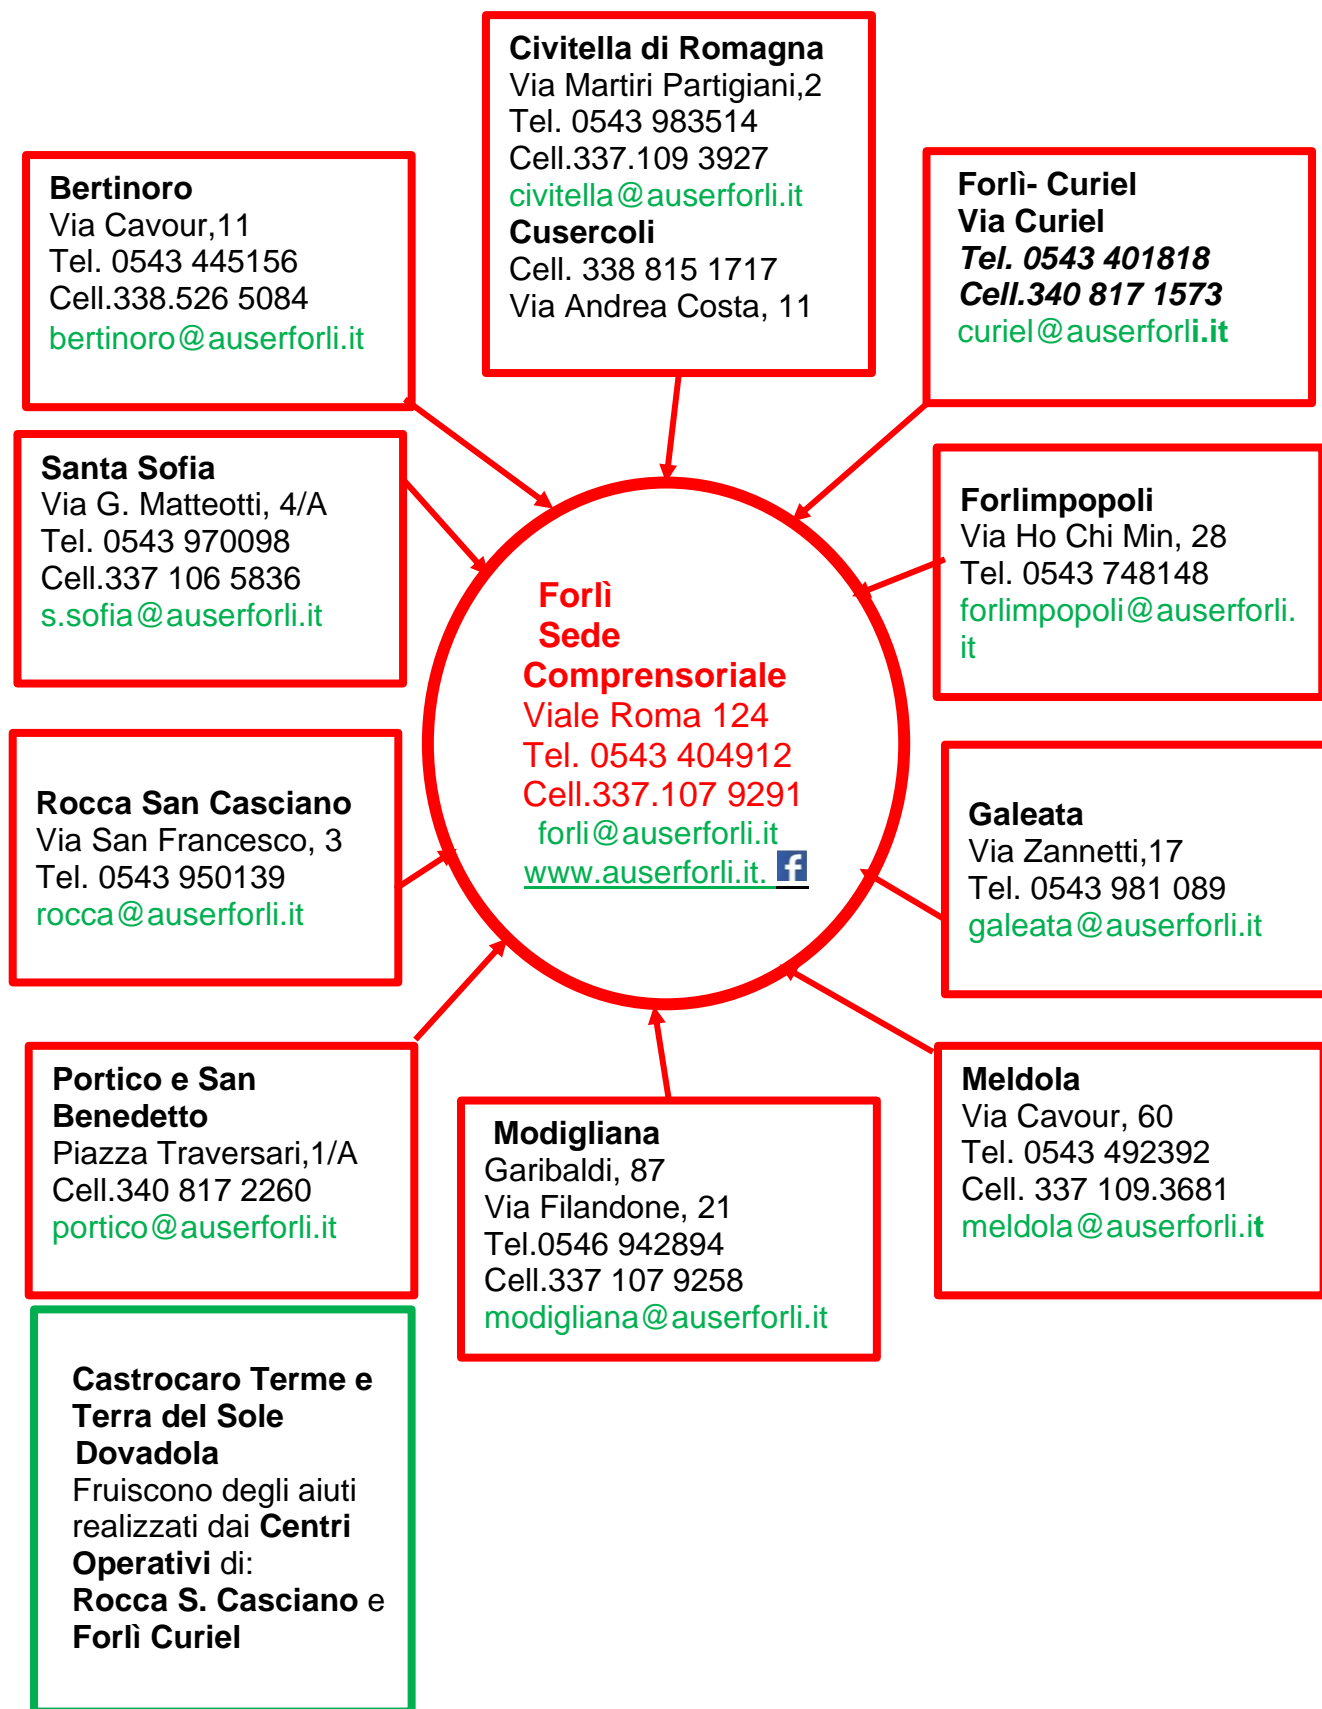 Civitella di Romagna
Via Martiri Partigiani,2
Tel. 0543 983514
Cell.337.109 3927
civitella@auserforli.it
Cusercoli
Cell. 338 815 1717
Via Andrea Costa, 11
Bertinoro
Via Cavour,11
Tel. 0543 445156
Cell.338.526 5084
bertinoro@auserforli.it
Forlì- Curiel
Via Curiel
Tel. 0543 401818
Cell.340 817 1573
curiel@auserforli.it
Santa Sofia
Via G. Matteotti, 4/A
Tel. 0543 970098
Cell.337 106 5836
s.sofia@auserforli.it
Forlimpopoli
Via Ho Chi Min, 28
Tel. 0543 748148
forlimpopoli@auserforli.
it
Forlì
Sede
Comprensoriale
Viale Roma 124
Tel. 0543 404912
Cell.337.107 9291
forli@auserforli.it
www.auserforli.it. f
Rocca San Casciano
Via San Francesco, 3
Tel. 0543 950139
rocca@auserforli.it
Galeata
Via Zannetti,17
Tel. 0543 981 089
galeata@auserforli.it
Portico e San
Benedetto
Piazza Traversari,1/A
Cell.340 817 2260
portico@auserforli.it
Modigliana
Garibaldi, 87
Via Filandone, 21
Tel.0546 942894
Cell.337 107 9258
modigliana@auserforli.it
Meldola
Via Cavour, 60
Tel. 0543 492392
Cell. 337 109.3681
meldola@auserforli.it
Castrocaro Terme e
Terra del Sole
Dovadola
Fruiscono degli aiuti
realizzati dai Centri
Operativi di:
Rocca S. Casciano e
Forlì Curiel